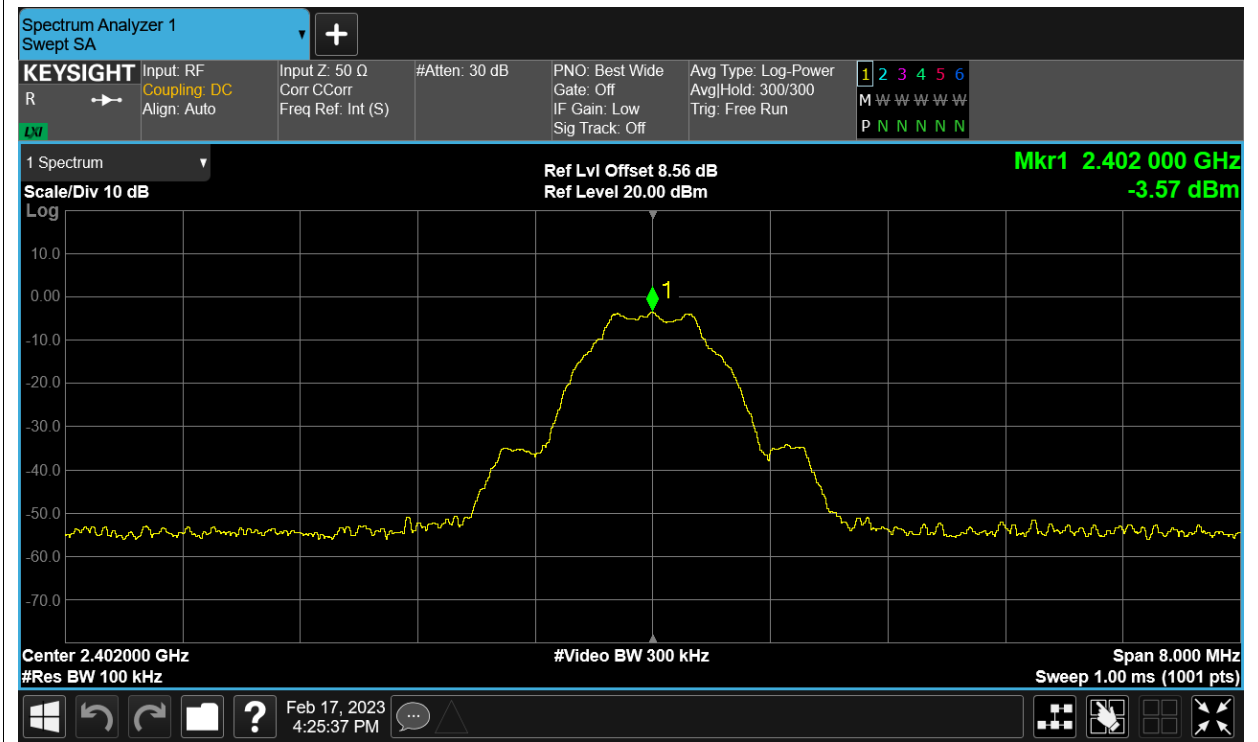 Spectrum Analyzer 1
Swept SA
+
KEYSIGHT
R
LXI
Input: RF
Coupling: DC
Align: Auto
Input Z: 50 Ω
Corr CCorr
Freq Ref: Int (S)
#Atten: 30 dB
PNO: Best Wide
Gate: Off
IF Gain: Low
Sig Track: Off
Avg Type: Log-Power
Avg|Hold: 300/300
Trig: Free Run
1 2 3 4 5 6
M W W W W W
P N N N N N
1 Spectrum
Scale/Div 10 dB
Log
Ref Lvl Offset 8.56 dB
Ref Level 20.00 dBm
Mkr1 2.402 000 GHz
-3.57 dBm
10.0
0.00
-10.0
-20.0
-30.0
-40.0
-50.0
-60.0
-70.0
1
Center 2.402000 GHz
#Res BW 100 kHz
#Video BW 300 kHz
Span 8.000 MHz
Sweep 1.00 ms (1001 pts)
?
Feb 17, 2023
4:25:37 PM